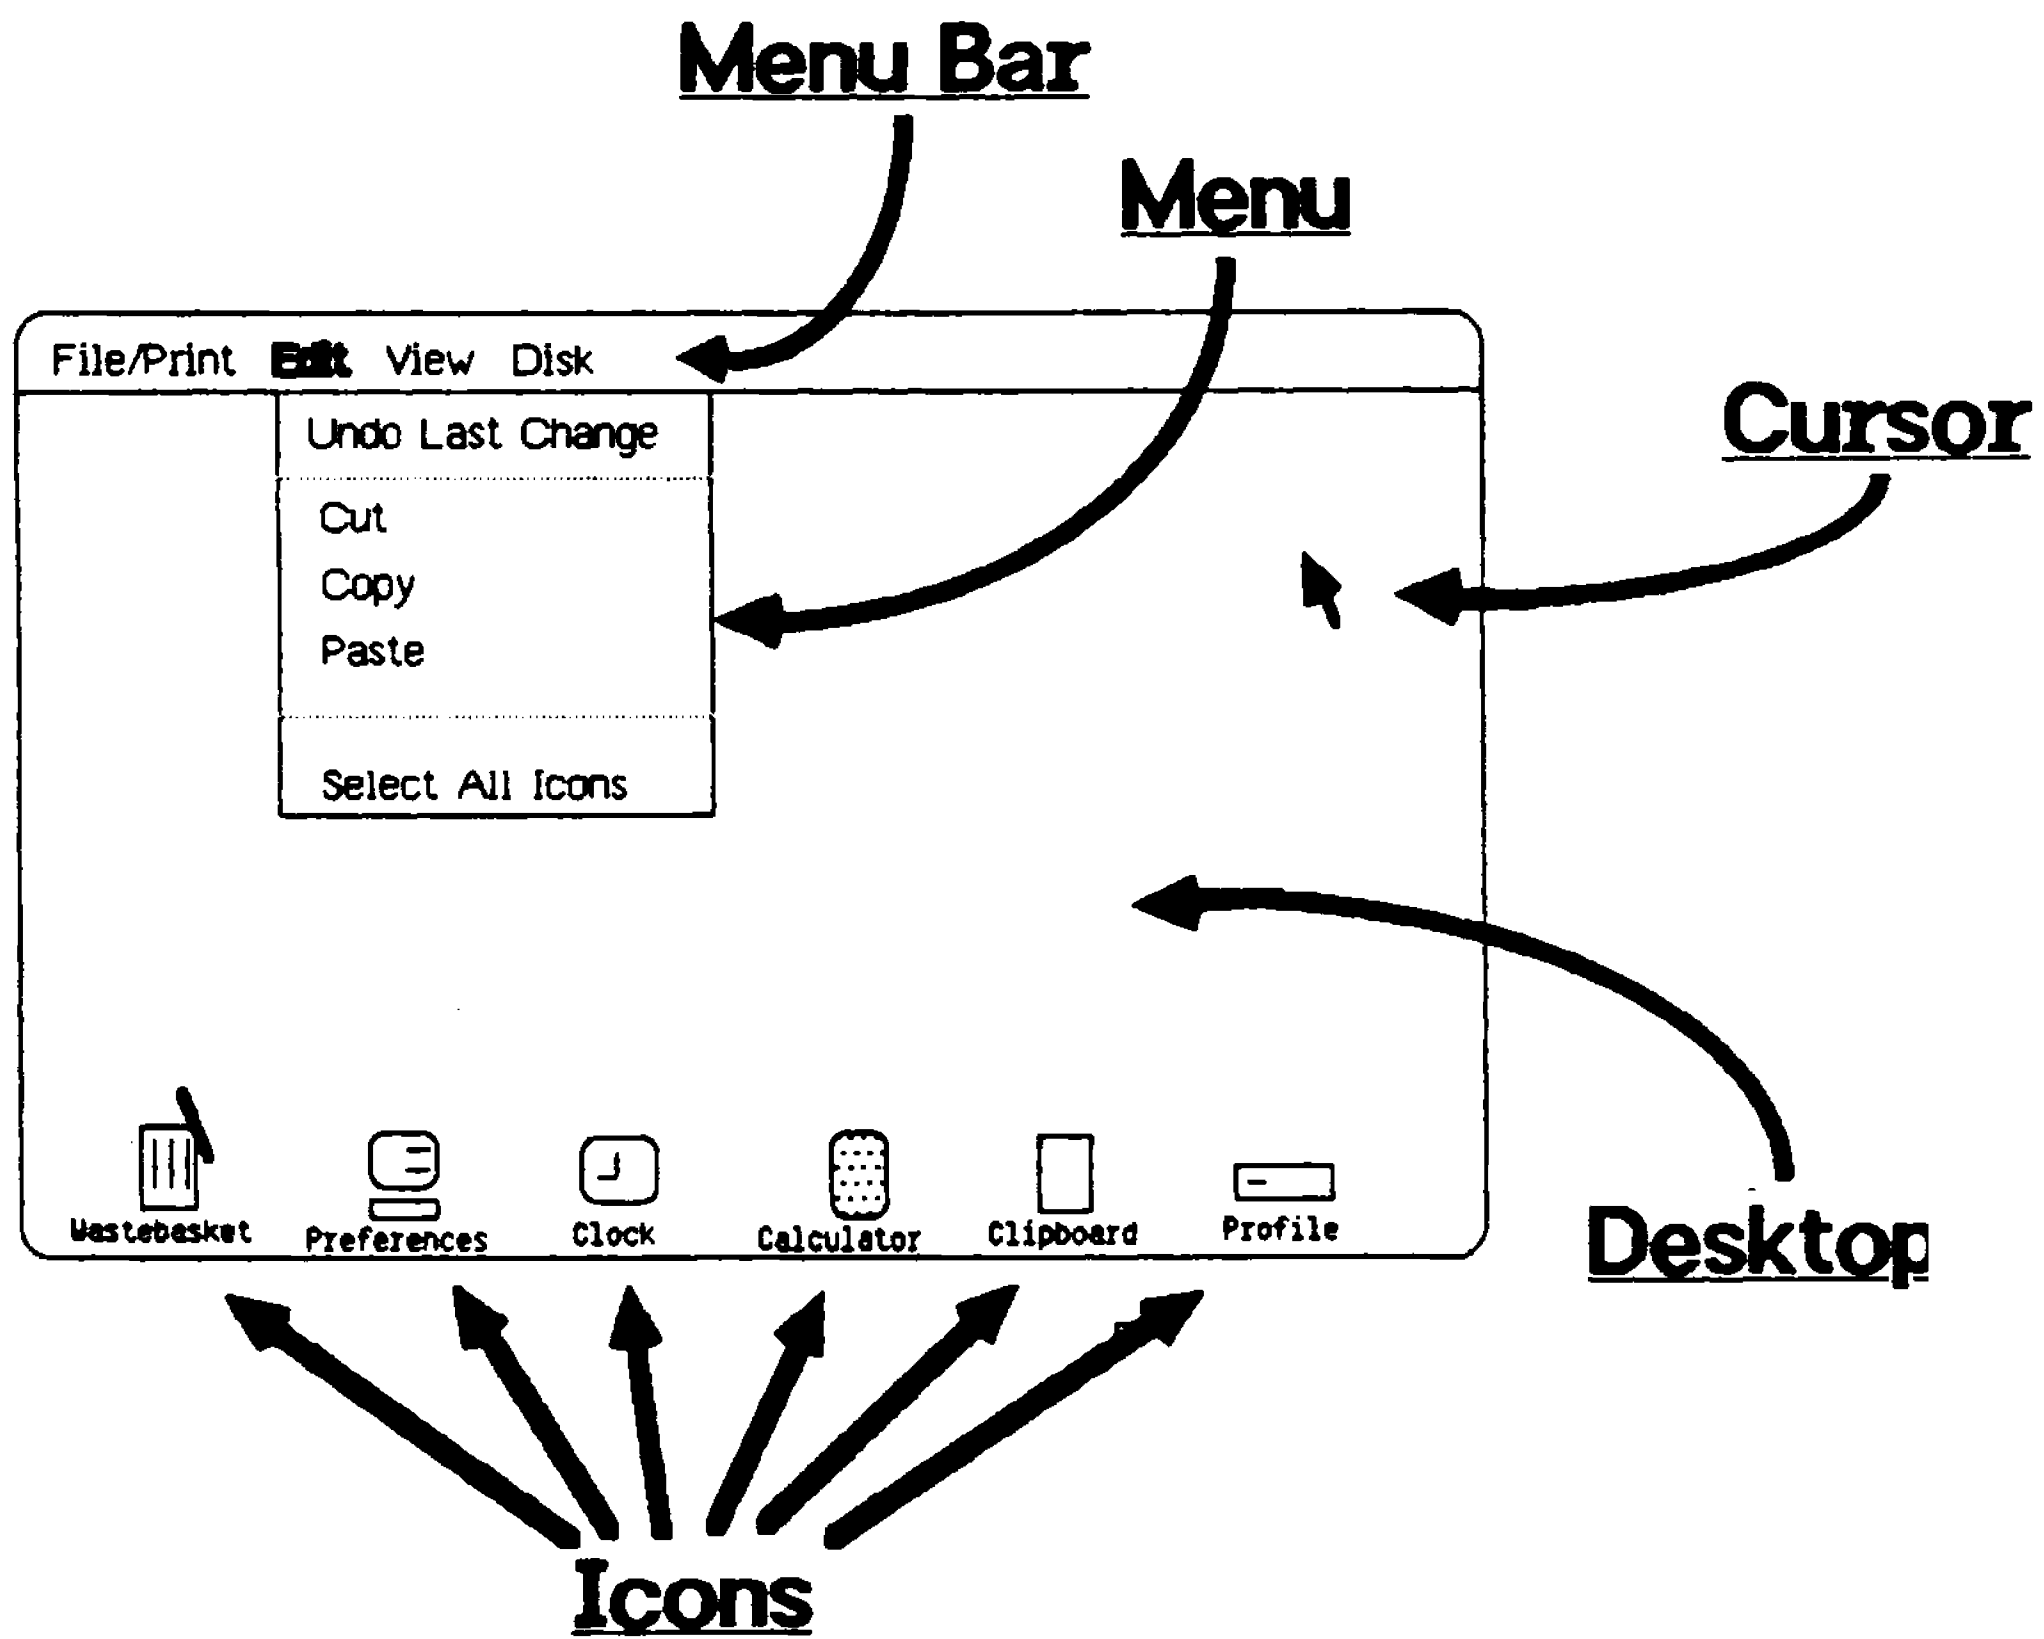 Menu Bar
Menu
File/Print Edit View Disk
Cursor
Undo Last Change
Cut
Copy
Paste
Select All Icons
Wastebasket Preferences Clock Calculator Clipboard Profile
Desktop
Icons